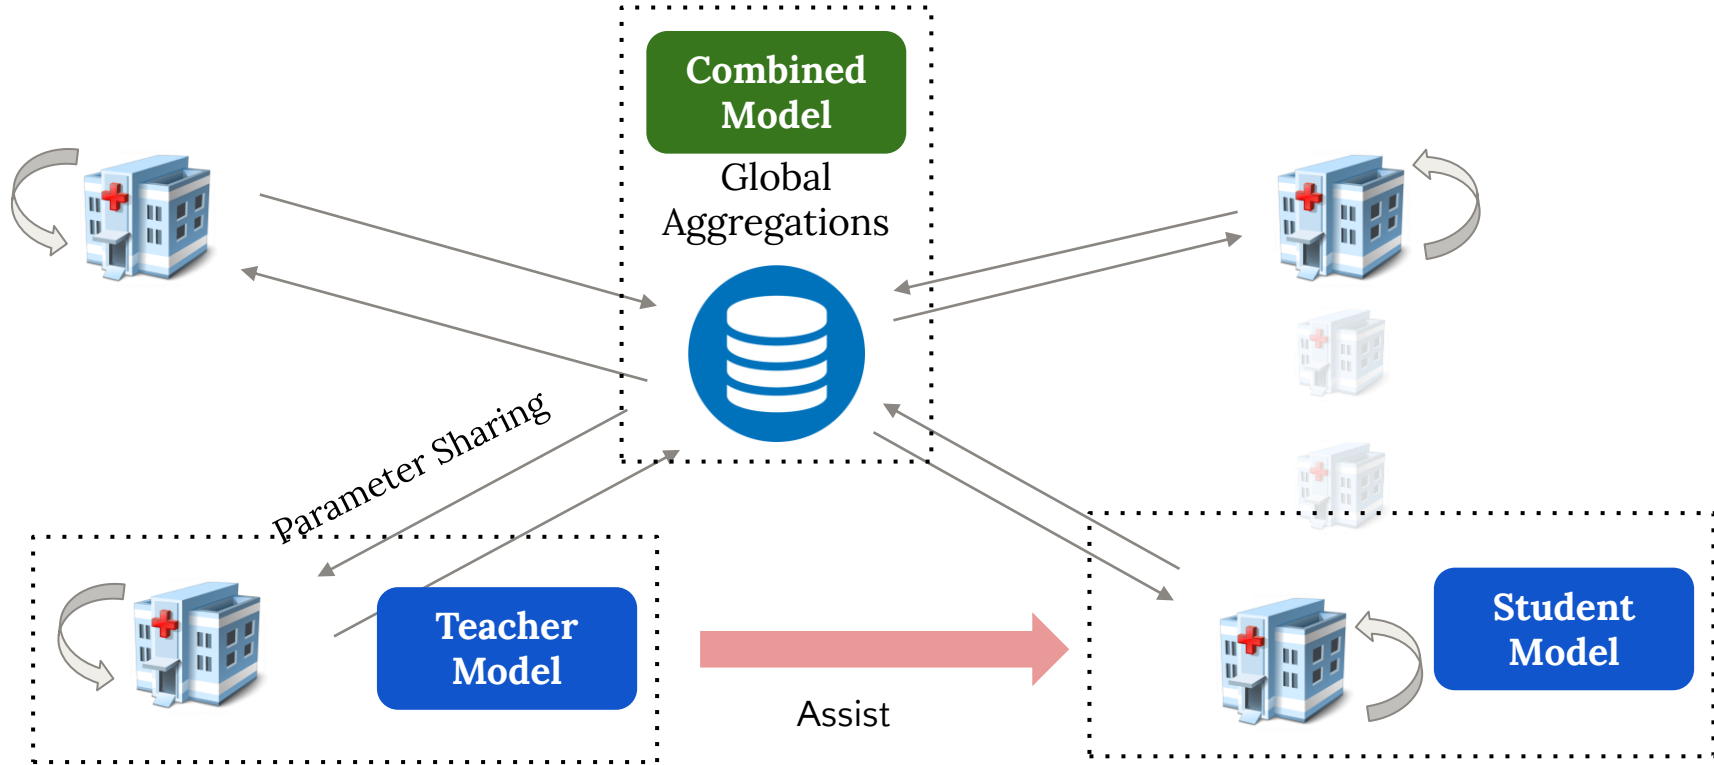 Combined
Model
Global
Aggregations
Parameter Sharing
Teacher
Model
Assist
Student
Model